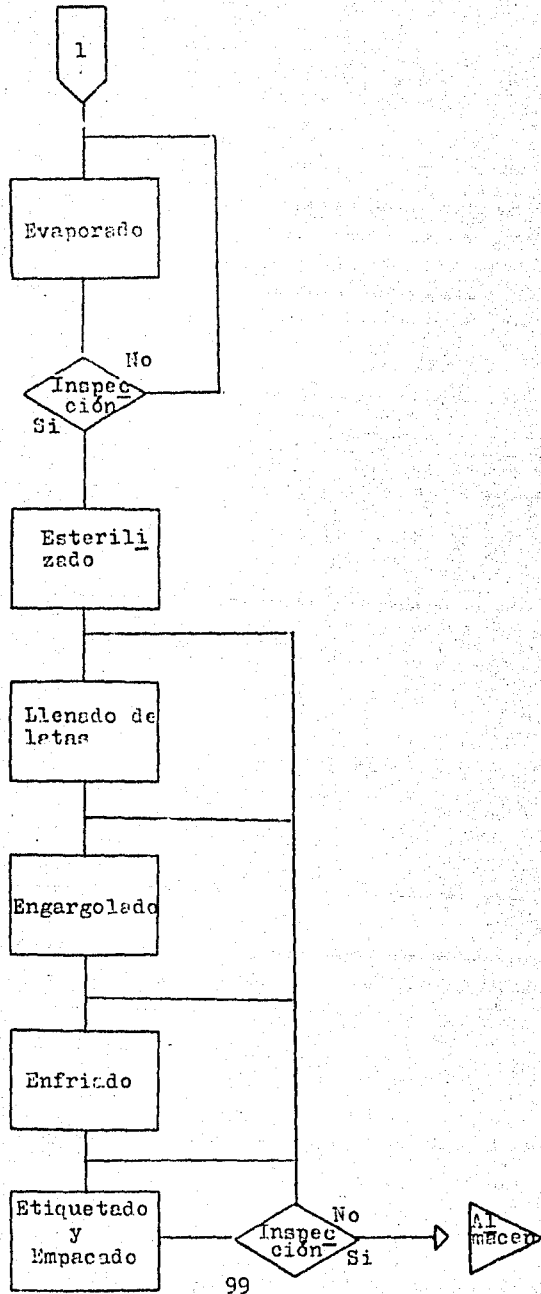 1
Evaporado
No
Inspec
ción
Si
Esterili
zado
Llenado de
latas
Engargolado
Enfriado
Etiquetado
y
Empacado
No
Inspec
ción
Si
Al
macen
99